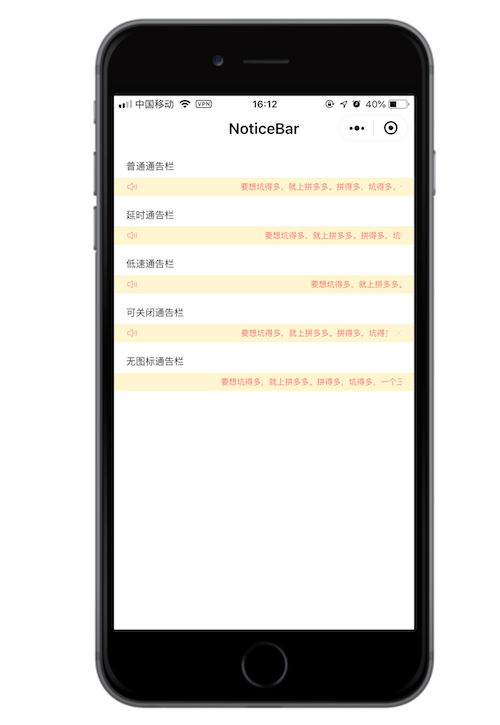 中国移动 VPN 16:12 40%
NoticeBar
普通通告栏
要想坑得多，就上拼多多。拼得多，坑得多，
延时通告栏
要想坑得多，就上拼多多。拼得多，坑
低速通告栏
要想坑得多，就上拼多多。
可关闭通告栏
要想坑得多，就上拼多多。拼得多，坑得
无图标通告栏
要想坑得多，就上拼多多。拼得多，坑得多，一个三